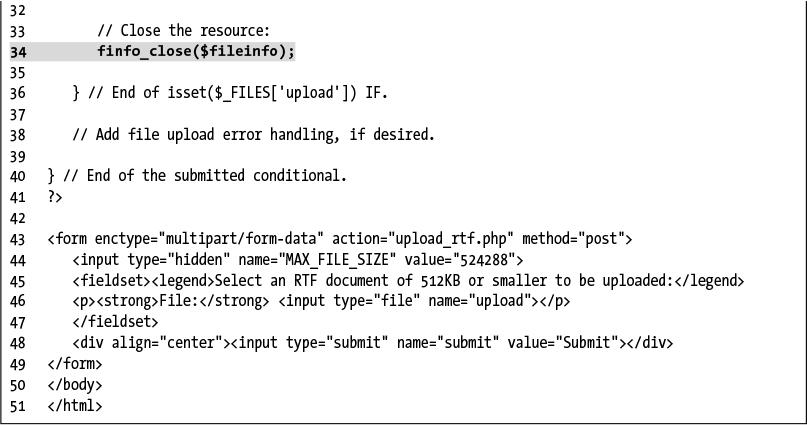 32
33 // Close the resource:
34 finfo_close($fileinfo);
35
36 } // End of isset($_FILES['upload']) IF.
37
38 // Add file upload error handling, if desired.
39
40 } // End of the submitted conditional.
41 ?>
42
43 <form enctype="multipart/form-data" action="upload_rtf.php" method="post">
44 <input type="hidden" name="MAX_FILE_SIZE" value="524288">
45 <fieldset><legend>Select an RTF document of 512KB or smaller to be uploaded:</legend>
46 <p><strong>File:</strong> <input type="file" name="upload"></p>
47 </fieldset>
48 <div align="center"><input type="submit" name="submit" value="Submit"></div>
49 </form>
50 </body>
51 </html>